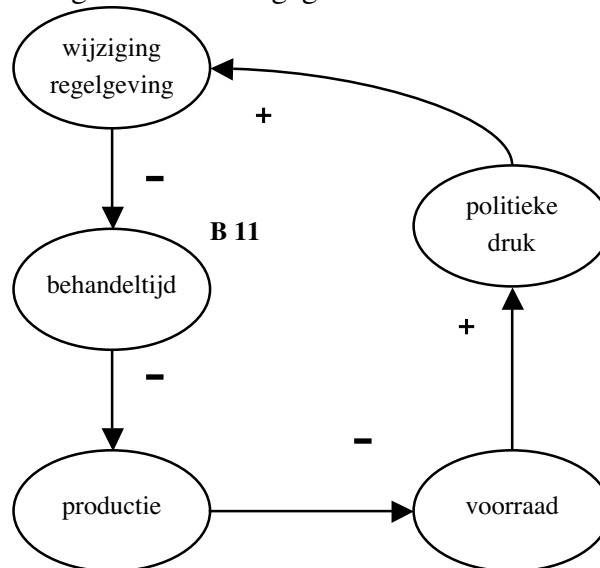 wijziging
regelgeving
+
-
B 11
politieke
druk
behandeltijd
+
-
-
productie
voorraad